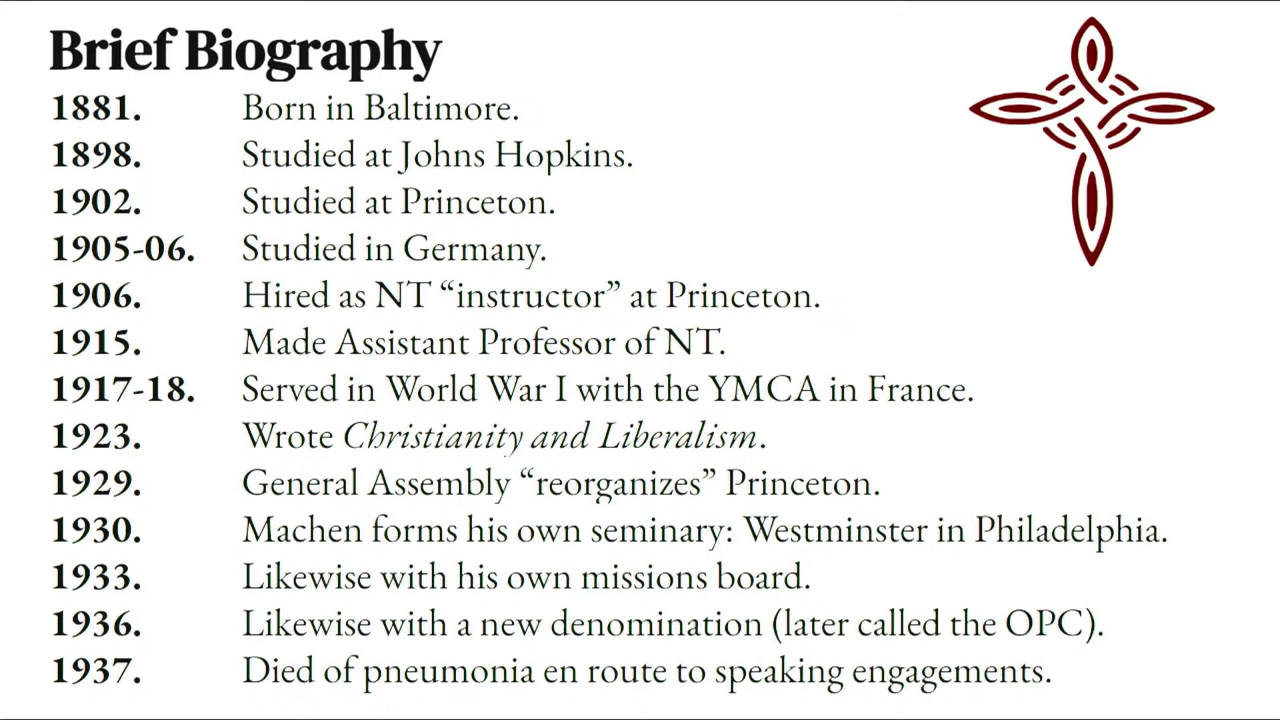 Brief Biography
1881. Born in Baltimore.
1898. Studied at Johns Hopkins.
1902. Studied at Princeton.
1905-06. Studied in Germany.
1906. Hired as NT “instructor” at Princeton.
1915. Made Assistant Professor of NT.
1917-18. Served in World War I with the YMCA in France.
1923. Wrote Christianity and Liberalism.
1929. General Assembly “reorganizes” Princeton.
1930. Machen forms his own seminary: Westminster in Philadelphia.
1933. Likewise with his own missions board.
1936. Likewise with a new denomination (later called the OPC).
1937. Died of pneumonia en route to speaking engagements.